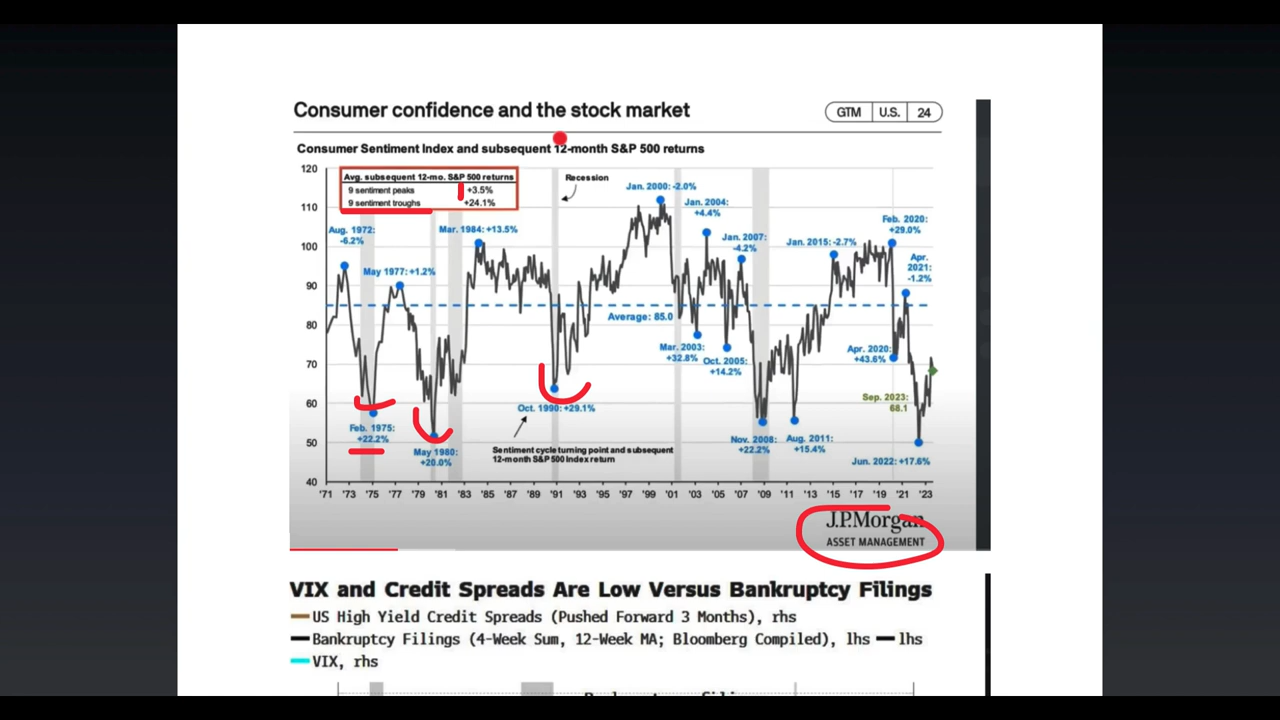 Consumer confidence and the stock market
GTM U.S. 24
Consumer Sentiment Index and subsequent 12-month S&P 500 returns
Avg. subsequent 12-mo. S&P 500 returns
9 sentiment peaks +3.5%
9 sentiment troughs +24.1%
Recession
120
110
100
90
80
70
60
50
40
Aug. 1972:
-6.2%
May 1977: +1.2%
Mar. 1984: +13.5%
Jan. 2000: -2.0%
Jan. 2004:
+4.4%
Jan. 2007:
-4.2%
Jan. 2015: -2.7%
Feb. 2020:
+29.0%
Apr.
2021:
-1.2%
Average: 85.0
Mar. 2003:
+32.8%
Oct. 2005:
+14.2%
Apr. 2020:
+43.6%
Sep. 2023:
68.1
Oct. 1990: +29.1%
Feb. 1975:
+22.2%
May 1980:
+20.0%
Sentiment cycle turning point and subsequent
12-month S&P 500 Index return
Nov. 2008:
+22.2%
Aug. 2011:
+15.4%
Jun. 2022: +17.6%
'71 '73 '75 '77 '79 '81 '83 '85 '87 '89 '91 '93 '95 '97 '99 '01 '03 '05 '07 '09 '11 '13 '15 '17 '19 '21 '23
J.P.Morgan
ASSET MANAGEMENT
VIX and Credit Spreads Are Low Versus Bankruptcy Filings
US High Yield Credit Spreads (Pushed Forward 3 Months), rhs
Bankruptcy Filings (4-Week Sum, 12-Week MA; Bloomberg Compiled), lhs lhs
VIX, rhs